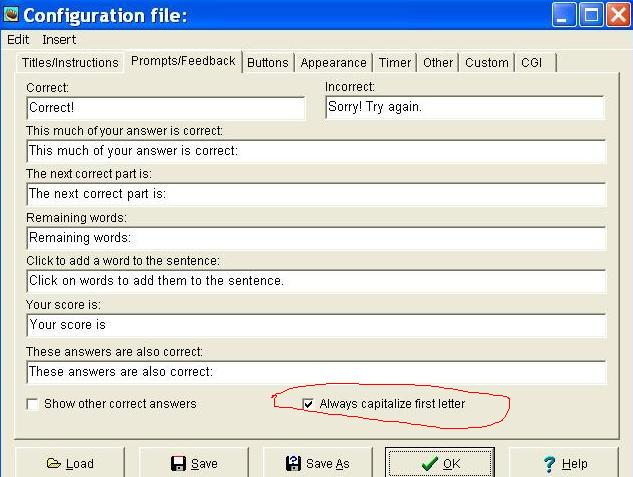 Configuration file:
Edit Insert
Titles/Instructions Prompts/Feedback Buttons Appearance Timer Other Custom CGI
Correct: Incorrect:
Correct! Sorry! Try again.
This much of your answer is correct:
This much of your answer is correct:
The next correct part is:
The next correct part is:
Remaining words:
Remaining words:
Click to add a word to the sentence:
Click on words to add them to the sentence.
Your score is:
Your score is
These answers are also correct:
These answers are also correct:
Show other correct answers Always capitalize first letter
Load Save Save As OK Help